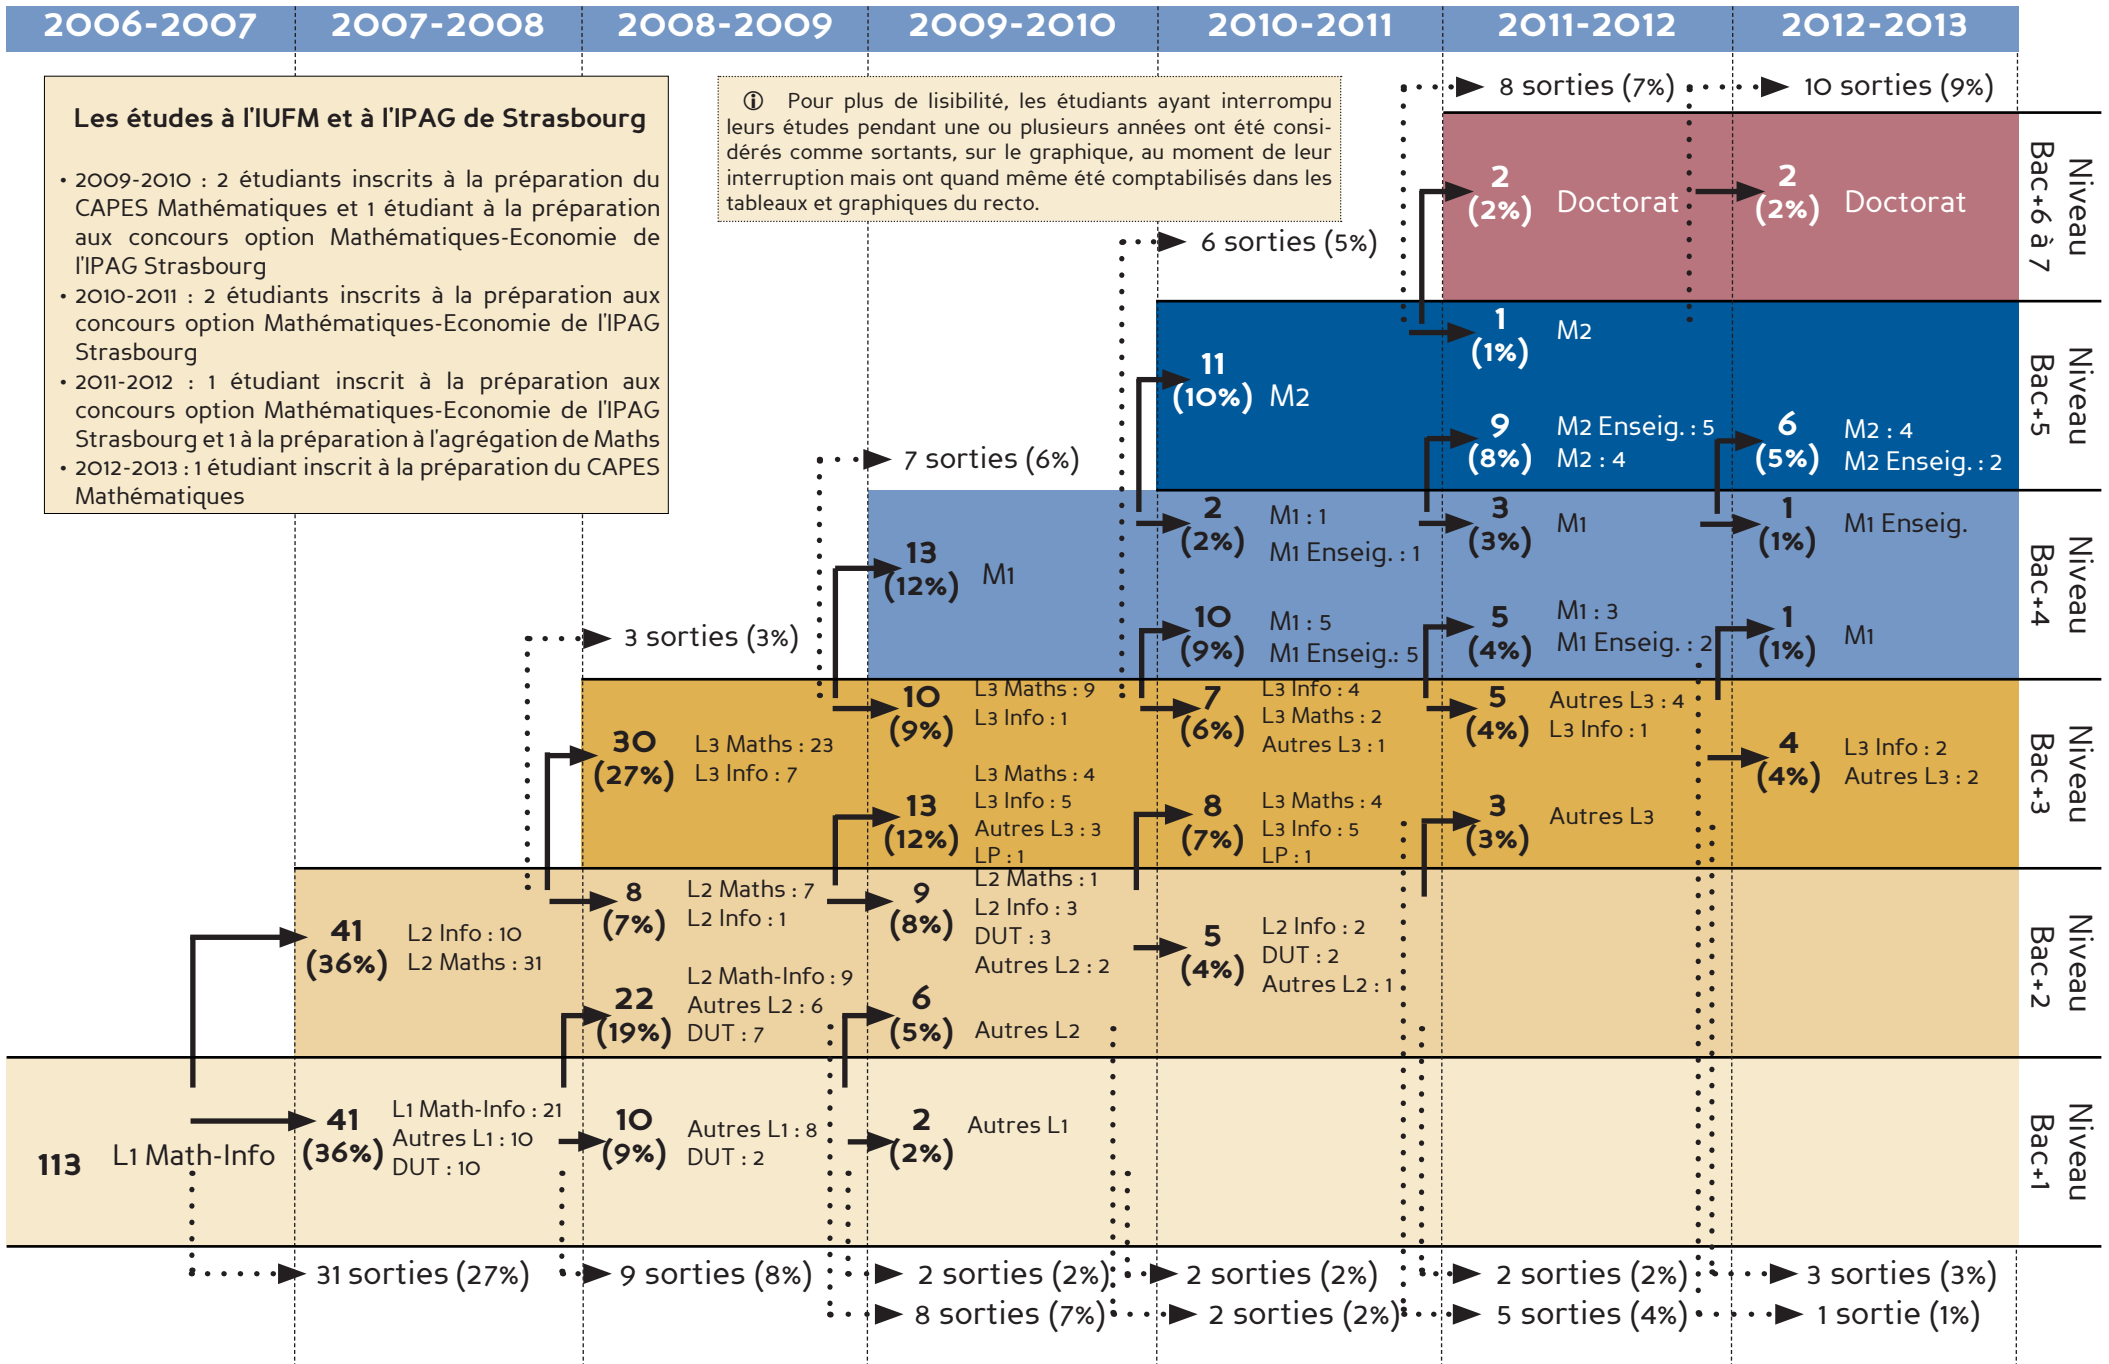 2006-2007 2007-2008 2008-2009 2009-2010 2010-2011 2011-2012 2012-2013
Les études à l'IUFM et à l'IPAG de Strasbourg
• 2009-2010 : 2 étudiants inscrits à la préparation du
CAPES Mathématiques et 1 étudiant à la préparation
aux concours option Mathématiques-Economie de
l'IPAG Strasbourg
• 2010-2011 : 2 étudiants inscrits à la préparation aux
concours option Mathématiques-Economie de l'IPAG
Strasbourg
• 2011-2012 : 1 étudiant inscrit à la préparation aux
concours option Mathématiques-Economie de l'IPAG
Strasbourg et 1 à la préparation à l'agrégation de Maths
• 2012-2013 : 1 étudiant inscrit à la préparation du CAPES
Mathématiques
ⓘ Pour plus de lisibilité, les étudiants ayant interrompu
leurs études pendant une ou plusieurs années ont été consi-
dérés comme sortants, sur le graphique, au moment de leur
interruption mais ont quand même été comptabilisés dans les
tableaux et graphiques du recto.
8 sorties (7%)
10 sorties (9%)
2
(2%) Doctorat
2
(2%) Doctorat
Niveau
Bac+6 à 7
6 sorties (5%)
11
(10%) M2
1
(1%)
M2
9
(8%)
M2 Enseig. : 5
M2 : 4
6
(5%)
M2 : 4
M2 Enseig. : 2
Niveau
Bac+5
7 sorties (6%)
13
(12%) M1
2
(2%)
M1 : 1
M1 Enseig. : 1
3
(3%)
M1
1
(1%)
M1 Enseig.
10
(9%)
M1 : 5
M1 Enseig.: 5
5
(4%)
M1 : 3
M1 Enseig. : 2
1
(1%)
M1
Niveau
Bac+4
3 sorties (3%)
30
(27%)
L3 Maths : 23
L3 Info : 7
10
(9%)
L3 Maths : 9
L3 Info : 1
13
(12%)
L3 Maths : 4
L3 Info : 5
Autres L3 : 3
LP : 1
7
(6%)
L3 Info : 4
L3 Maths : 2
Autres L3 : 1
8
(7%)
L3 Maths : 4
L3 Info : 5
LP : 1
5
(4%)
Autres L3 : 4
L3 Info : 1
3
(3%)
Autres L3
4
(4%)
L3 Info : 2
Autres L3 : 2
Niveau
Bac+3
41
(36%)
L2 Info : 10
L2 Maths : 31
8
(7%)
L2 Maths : 7
L2 Info : 1
22
(19%)
L2 Math-Info : 9
Autres L2 : 6
DUT : 7
9
(8%)
L2 Maths : 1
L2 Info : 3
DUT : 3
Autres L2 : 2
6
(5%)
Autres L2
5
(4%)
L2 Info : 2
DUT : 2
Autres L2 : 1
Niveau
Bac+2
113 L1 Math-Info
41
(36%)
L1 Math-Info : 21
Autres L1 : 10
DUT : 10
10
(9%)
Autres L1 : 8
DUT : 2
2
(2%)
Autres L1
Niveau
Bac+1
31 sorties (27%) 9 sorties (8%) 2 sorties (2%) 2 sorties (2%) 2 sorties (2%) 3 sorties (3%)
8 sorties (7%) 2 sorties (2%) 5 sorties (4%) 1 sortie (1%)